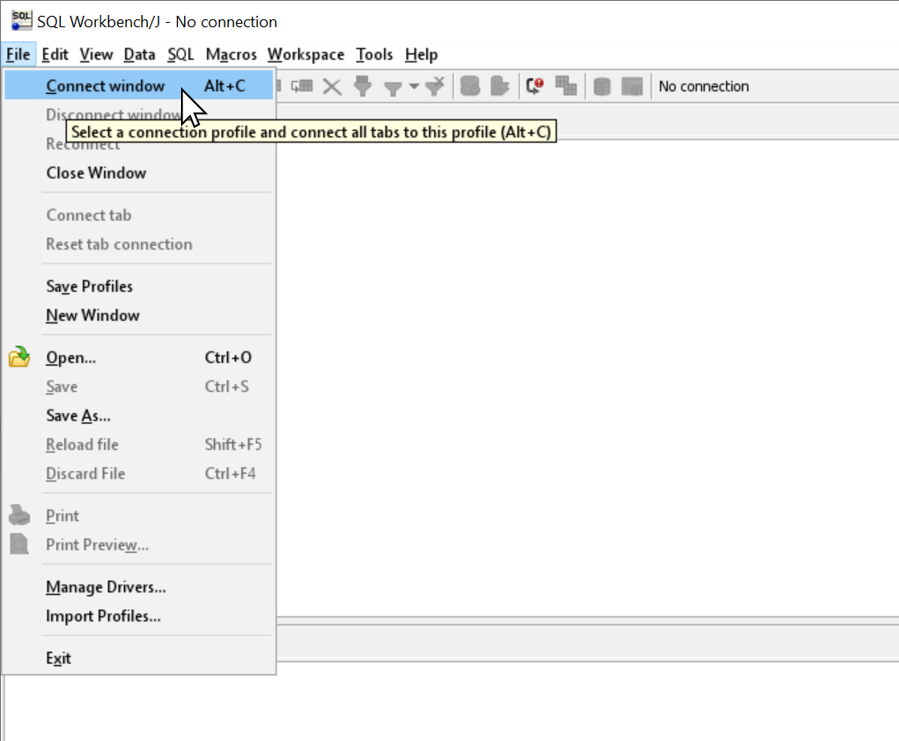 SQL Workbench/J - No connection
File Edit View Data SQL Macros Workspace Tools Help
Connect window Alt+C
No connection
Disconnect window
Select a connection profile and connect all tabs to this profile (Alt+C)
Reconnect
Close Window
Connect tab
Reset tab connection
Save Profiles
New Window
Open... Ctrl+O
Save Ctrl+S
Save As...
Reload file Shift+F5
Discard File Ctrl+F4
Print
Print Preview...
Manage Drivers...
Import Profiles...
Exit